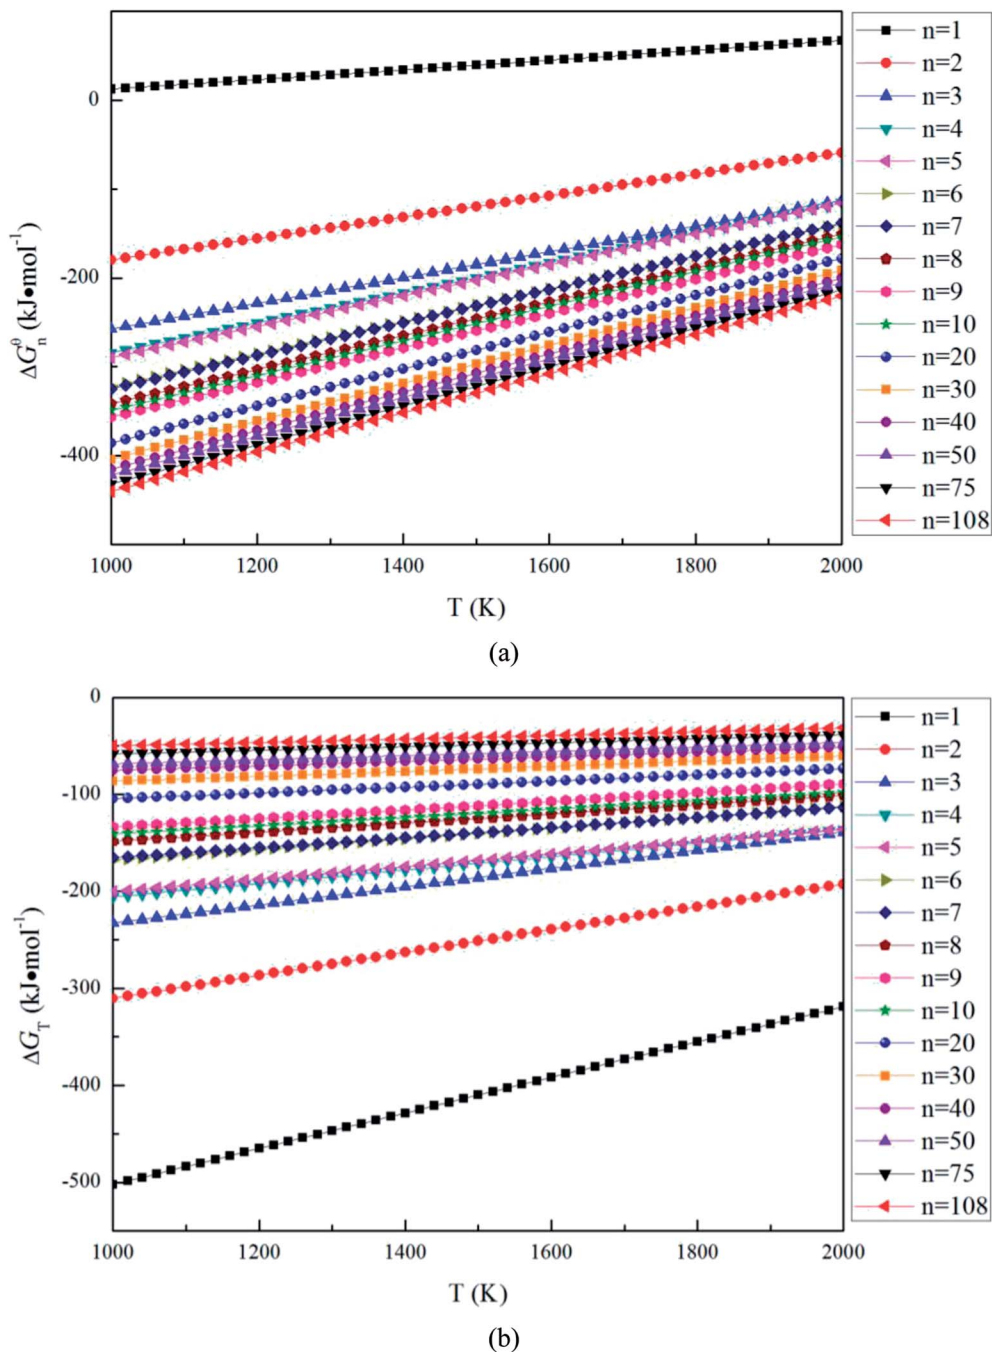 0
-200
-400
ΔG_n^θ (kJ•mol⁻¹)
1000 1200 1400 1600 1800 2000
T (K)
n=1
n=2
n=3
n=4
n=5
n=6
n=7
n=8
n=9
n=10
n=20
n=30
n=40
n=50
n=75
n=108
(a)
0
-100
-200
-300
-400
-500
ΔG_T (kJ•mol⁻¹)
1000 1200 1400 1600 1800 2000
T (K)
n=1
n=2
n=3
n=4
n=5
n=6
n=7
n=8
n=9
n=10
n=20
n=30
n=40
n=50
n=75
n=108
(b)